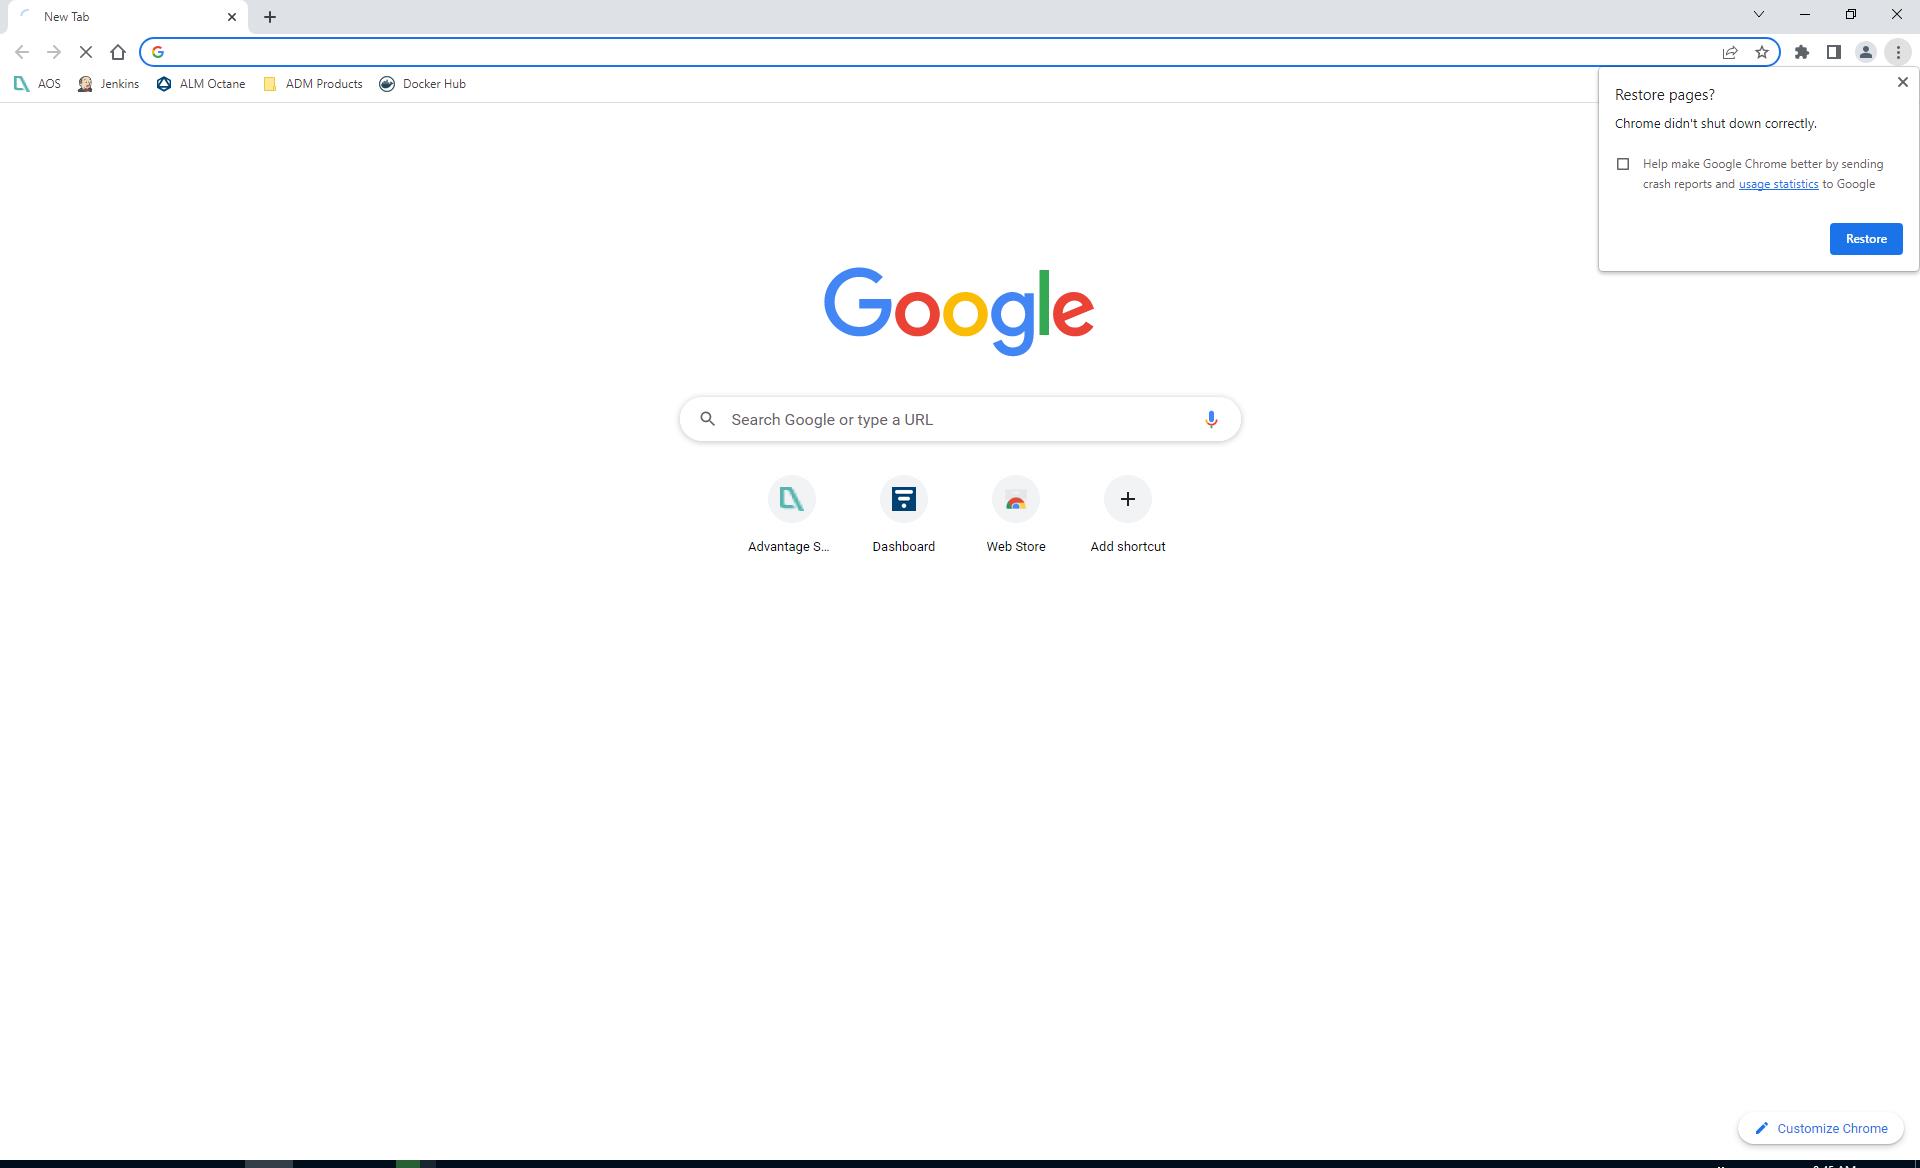 New Tab
AOS
Jenkins
ALM Octane
ADM Products
Docker Hub
Restore pages?
Chrome didn't shut down correctly.
Help make Google Chrome better by sending
crash reports and usage statistics to Google
Restore
Google
Search Google or type a URL
Advantage S...
Dashboard
Web Store
Add shortcut
Customize Chrome